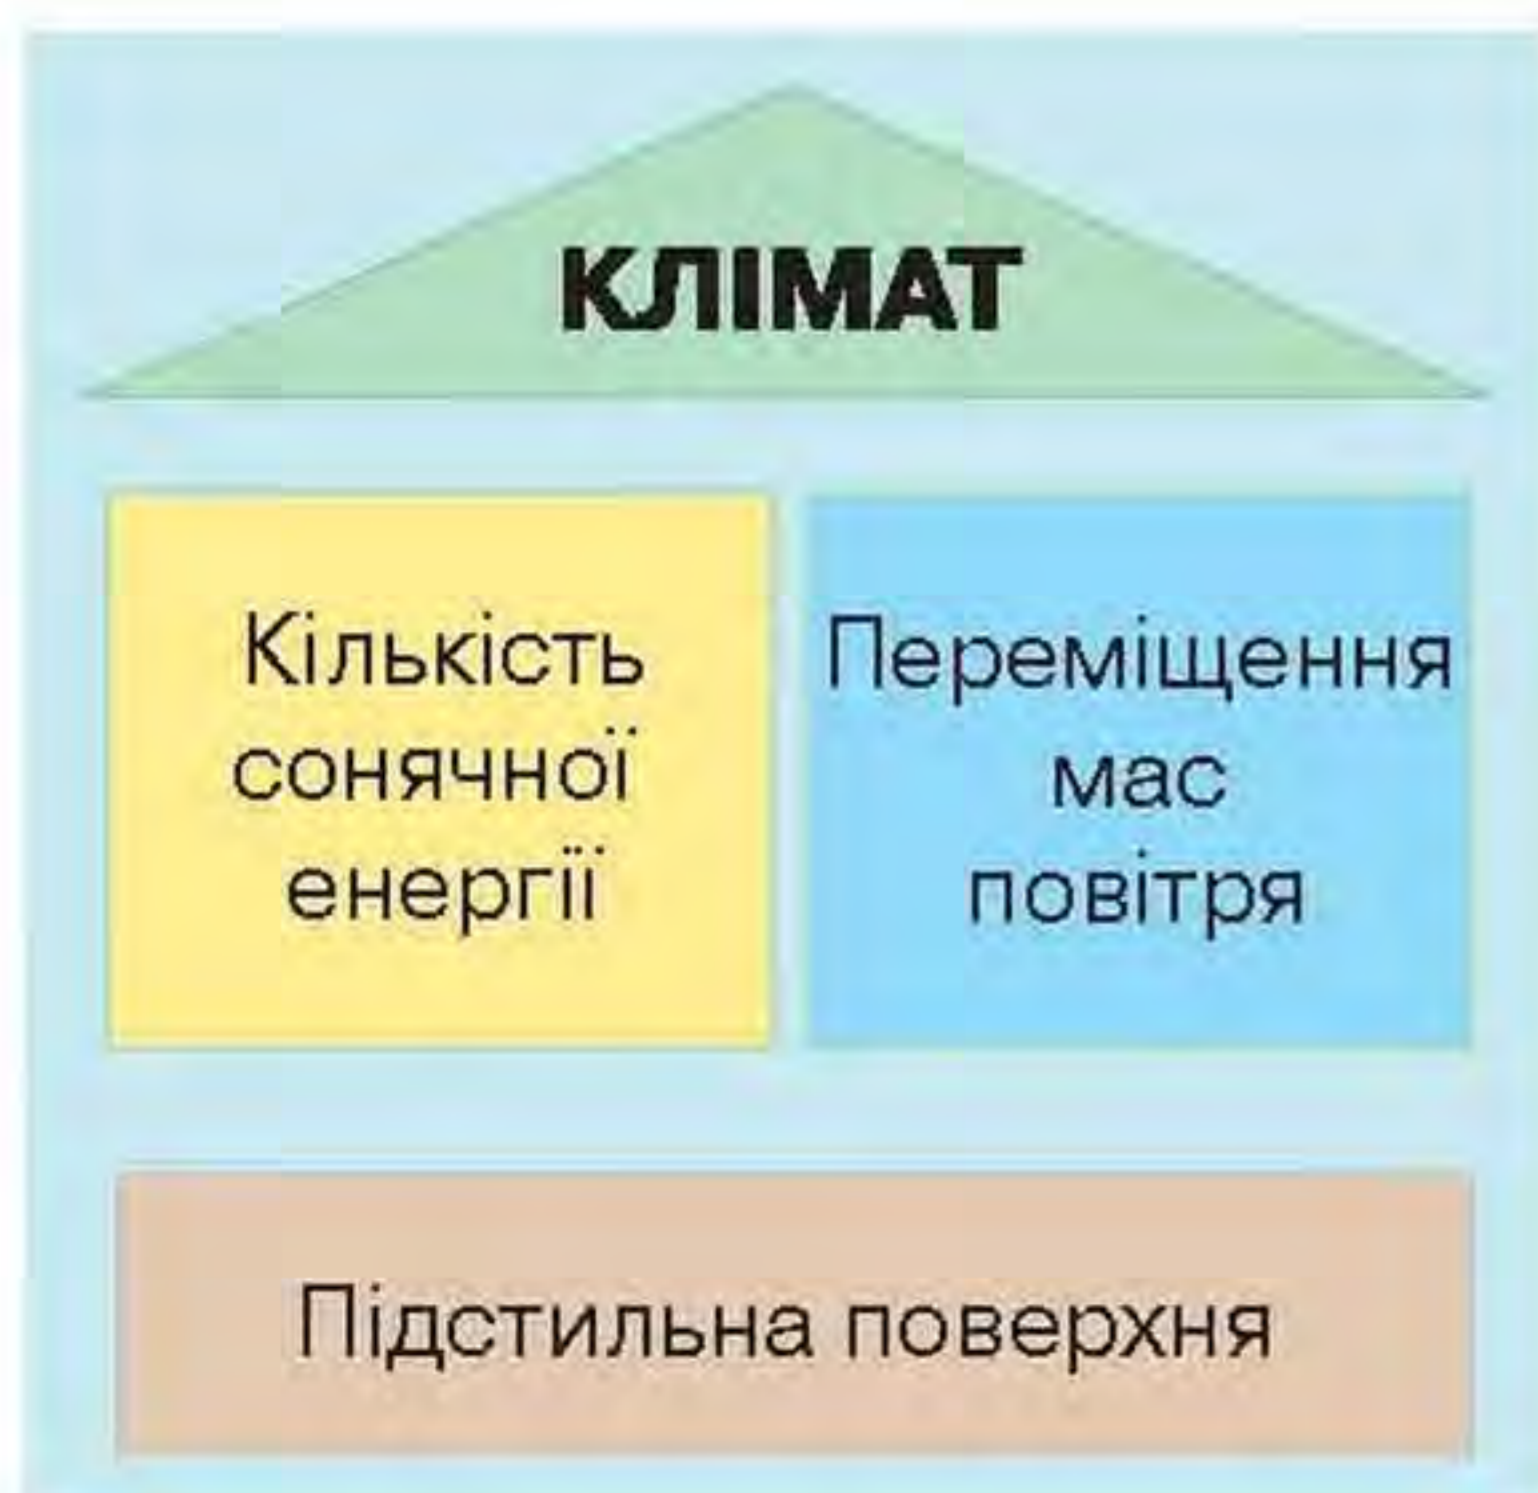 КЛІМАТ
Кількість
сонячної
енергії
Переміщення
мас
повітря
Підстильна поверхня